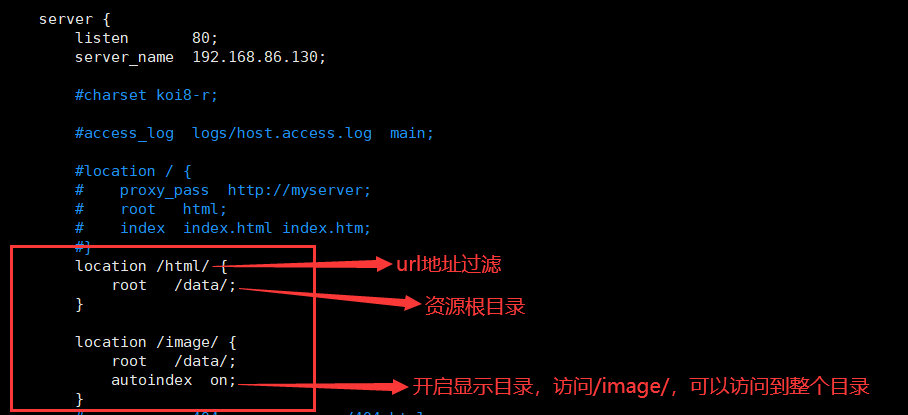 server {
listen       80;
server_name  192.168.86.130;
#charset koi8-r;
#access_log  logs/host.access.log  main;
#location / {
#    proxy_pass  http://myserver;
#    root   html;
#    index  index.html index.htm;
#}
location /html/ {
url地址过滤
root   /data/;
资源根目录
}
location /image/ {
root   /data/;
autoindex  on;
开启显示目录，访问/image/，可以访问到整个目录
}